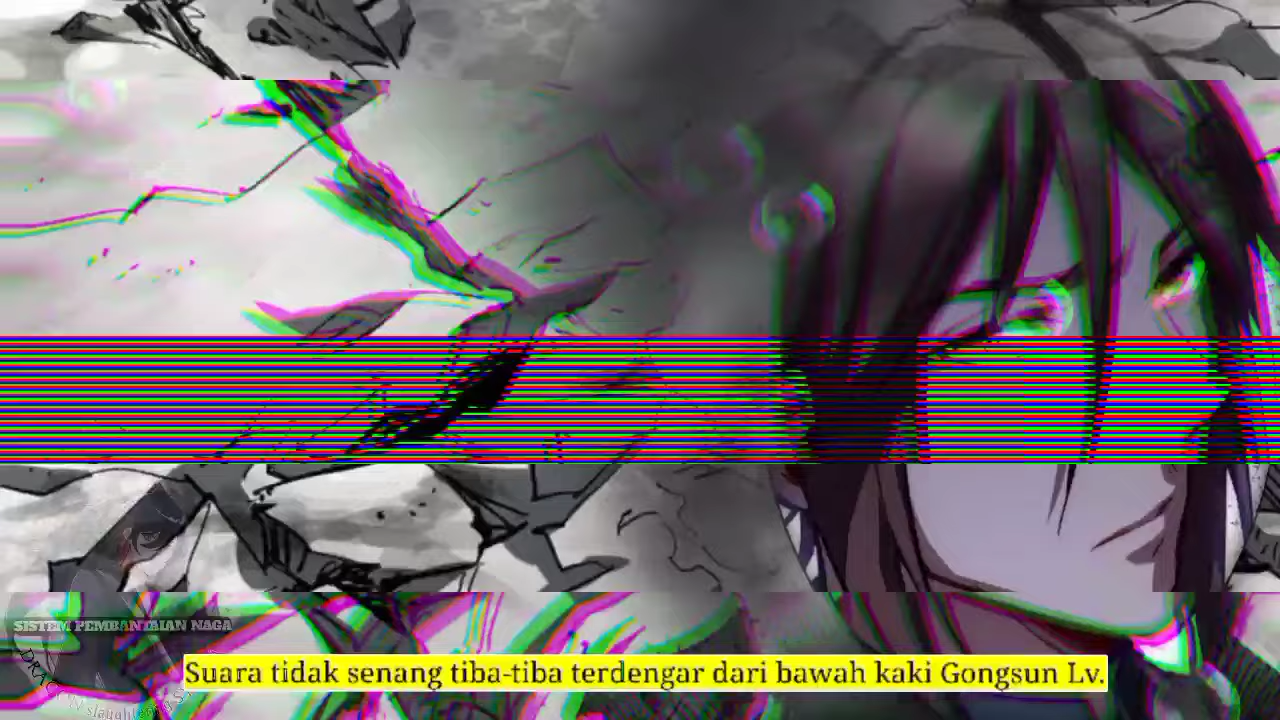 SISTEM PEMBANTAIAN NAGA
Suara tidak senang tiba-tiba terdengar dari bawah kaki Gongsun Lv.